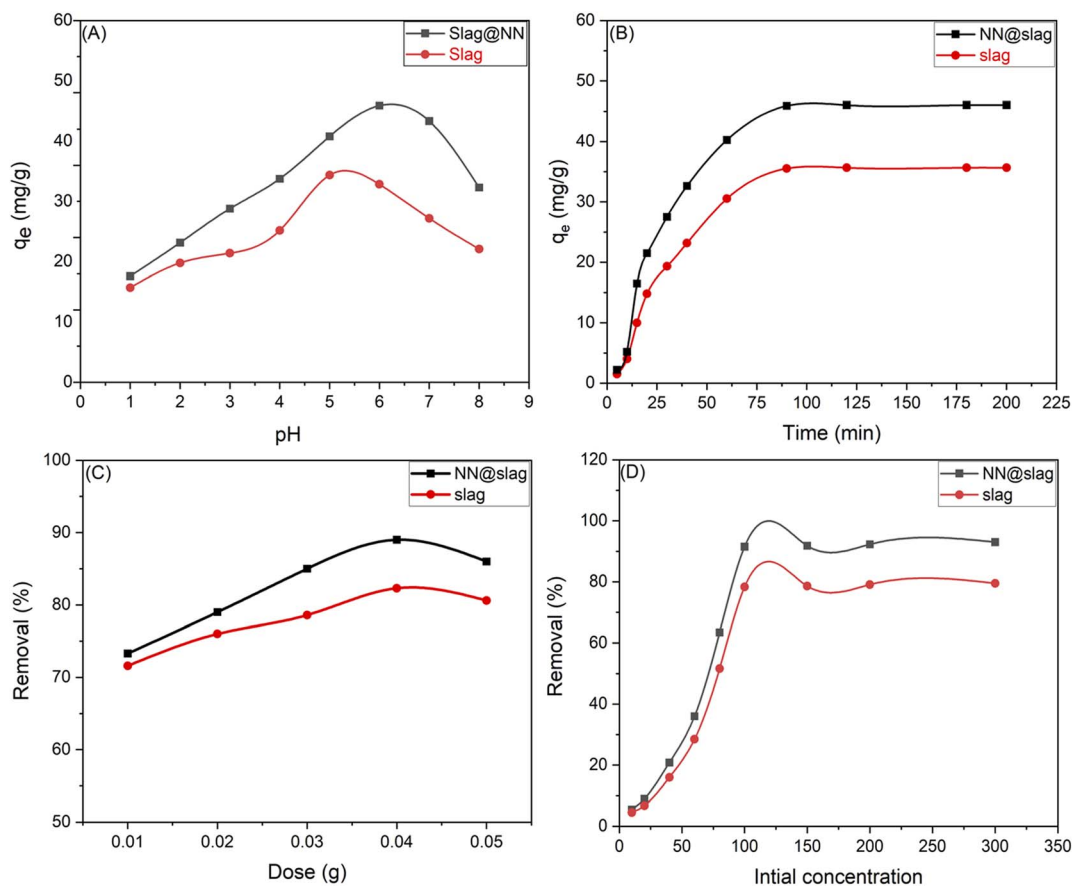 (A)
Slag@NN
Slag
60
50
40
30
20
10
0
qe (mg/g)
1 2 3 4 5 6 7 8 9
pH
(B)
NN@slag
slag
60
50
40
30
20
10
0
qe (mg/g)
0 25 50 75 100 125 150 175 200 225
Time (min)
(C)
NN@slag
slag
100
90
80
70
60
50
Removal (%)
0.01 0.02 0.03 0.04 0.05
Dose (g)
(D)
NN@slag
slag
120
100
80
60
40
20
0
Removal (%)
0 50 100 150 200 250 300 350
Intial concentration